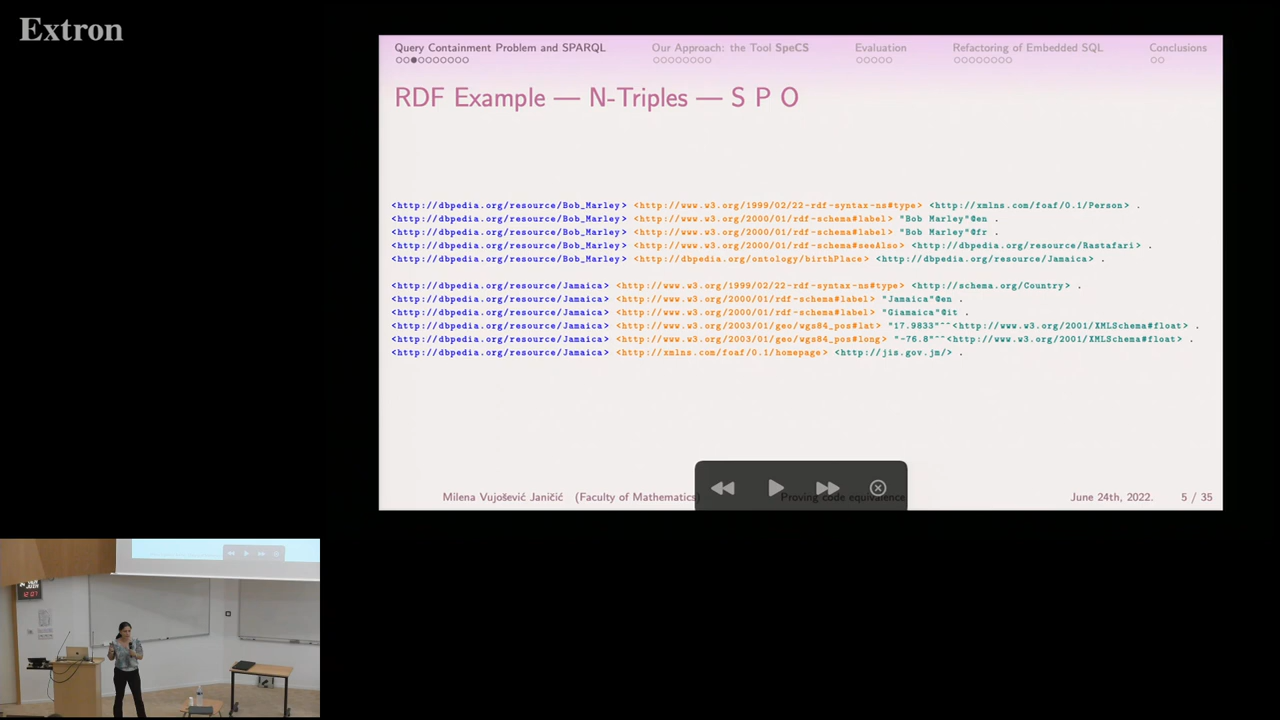 Extron
Query Containment Problem and SPARQL
Our Approach: the Tool SpeCS
Evaluation
Refactoring of Embedded SQL
Conclusions
RDF Example — N-Triples — S P O
<http://dbpedia.org/resource/Bob_Marley> <http://www.w3.org/1999/02/22-rdf-syntax-ns#type> <http://xmlns.com/foaf/0.1/Person> .
<http://dbpedia.org/resource/Bob_Marley> <http://www.w3.org/2000/01/rdf-schema#label> "Bob Marley"@en .
<http://dbpedia.org/resource/Bob_Marley> <http://www.w3.org/2000/01/rdf-schema#label> "Bob Marley"@fr .
<http://dbpedia.org/resource/Bob_Marley> <http://www.w3.org/2000/01/rdf-schema#seeAlso> <http://dbpedia.org/resource/Rastafari> .
<http://dbpedia.org/resource/Bob_Marley> <http://dbpedia.org/ontology/birthPlace> <http://dbpedia.org/resource/Jamaica> .
<http://dbpedia.org/resource/Jamaica> <http://www.w3.org/1999/02/22-rdf-syntax-ns#type> <http://schema.org/Country> .
<http://dbpedia.org/resource/Jamaica> <http://www.w3.org/2000/01/rdf-schema#label> "Jamaica"@en .
<http://dbpedia.org/resource/Jamaica> <http://www.w3.org/2000/01/rdf-schema#label> "Giamaica"@it .
<http://dbpedia.org/resource/Jamaica> <http://www.w3.org/2003/01/geo/wgs84_pos#lat> "17.9833"^^<http://www.w3.org/2001/XMLSchema#float> .
<http://dbpedia.org/resource/Jamaica> <http://www.w3.org/2003/01/geo/wgs84_pos#long> "-76.8"^^<http://www.w3.org/2001/XMLSchema#float> .
<http://dbpedia.org/resource/Jamaica> <http://xmlns.com/foaf/0.1/homepage> <http://jis.gov.jm/> .
Milena Vujošević Janičić (Faculty of Mathematics)
Proving code equivalence
June 24th, 2022.
5 / 35